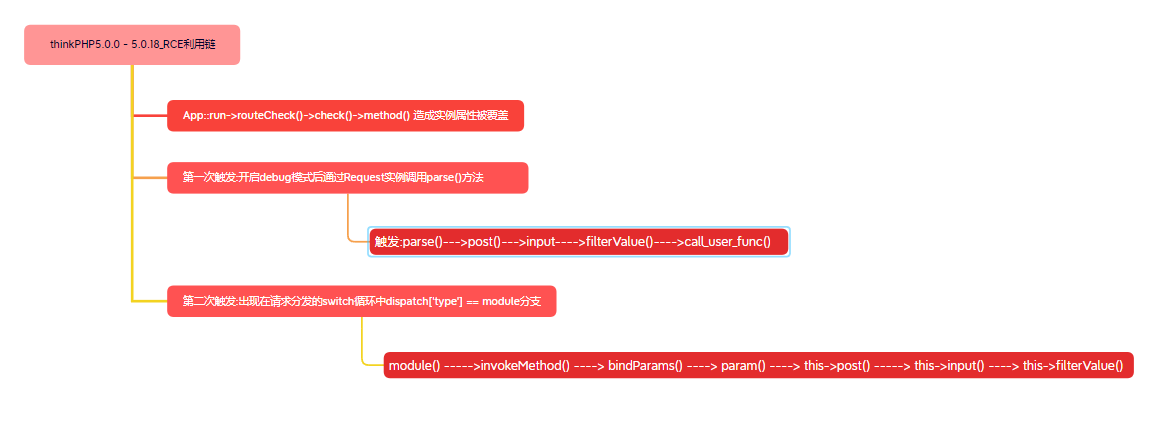 thinkPHP5.0.0 - 5.0.18_RCE利用链
App::run->routeCheck()->check()->method() 造成实例属性被覆盖
第一次触发:开启debug模式后通过Request实例调用parse()方法
触发:parse()--->post()--->input---->filterValue()---->call_user_func()
第二次触发:出现在请求分发的switch循环中dispatch['type'] == module分支
module() ----->invokeMethod() ----> bindParams() ----> param() ----> this->post() -----> this->input() ----> this->filterValue()